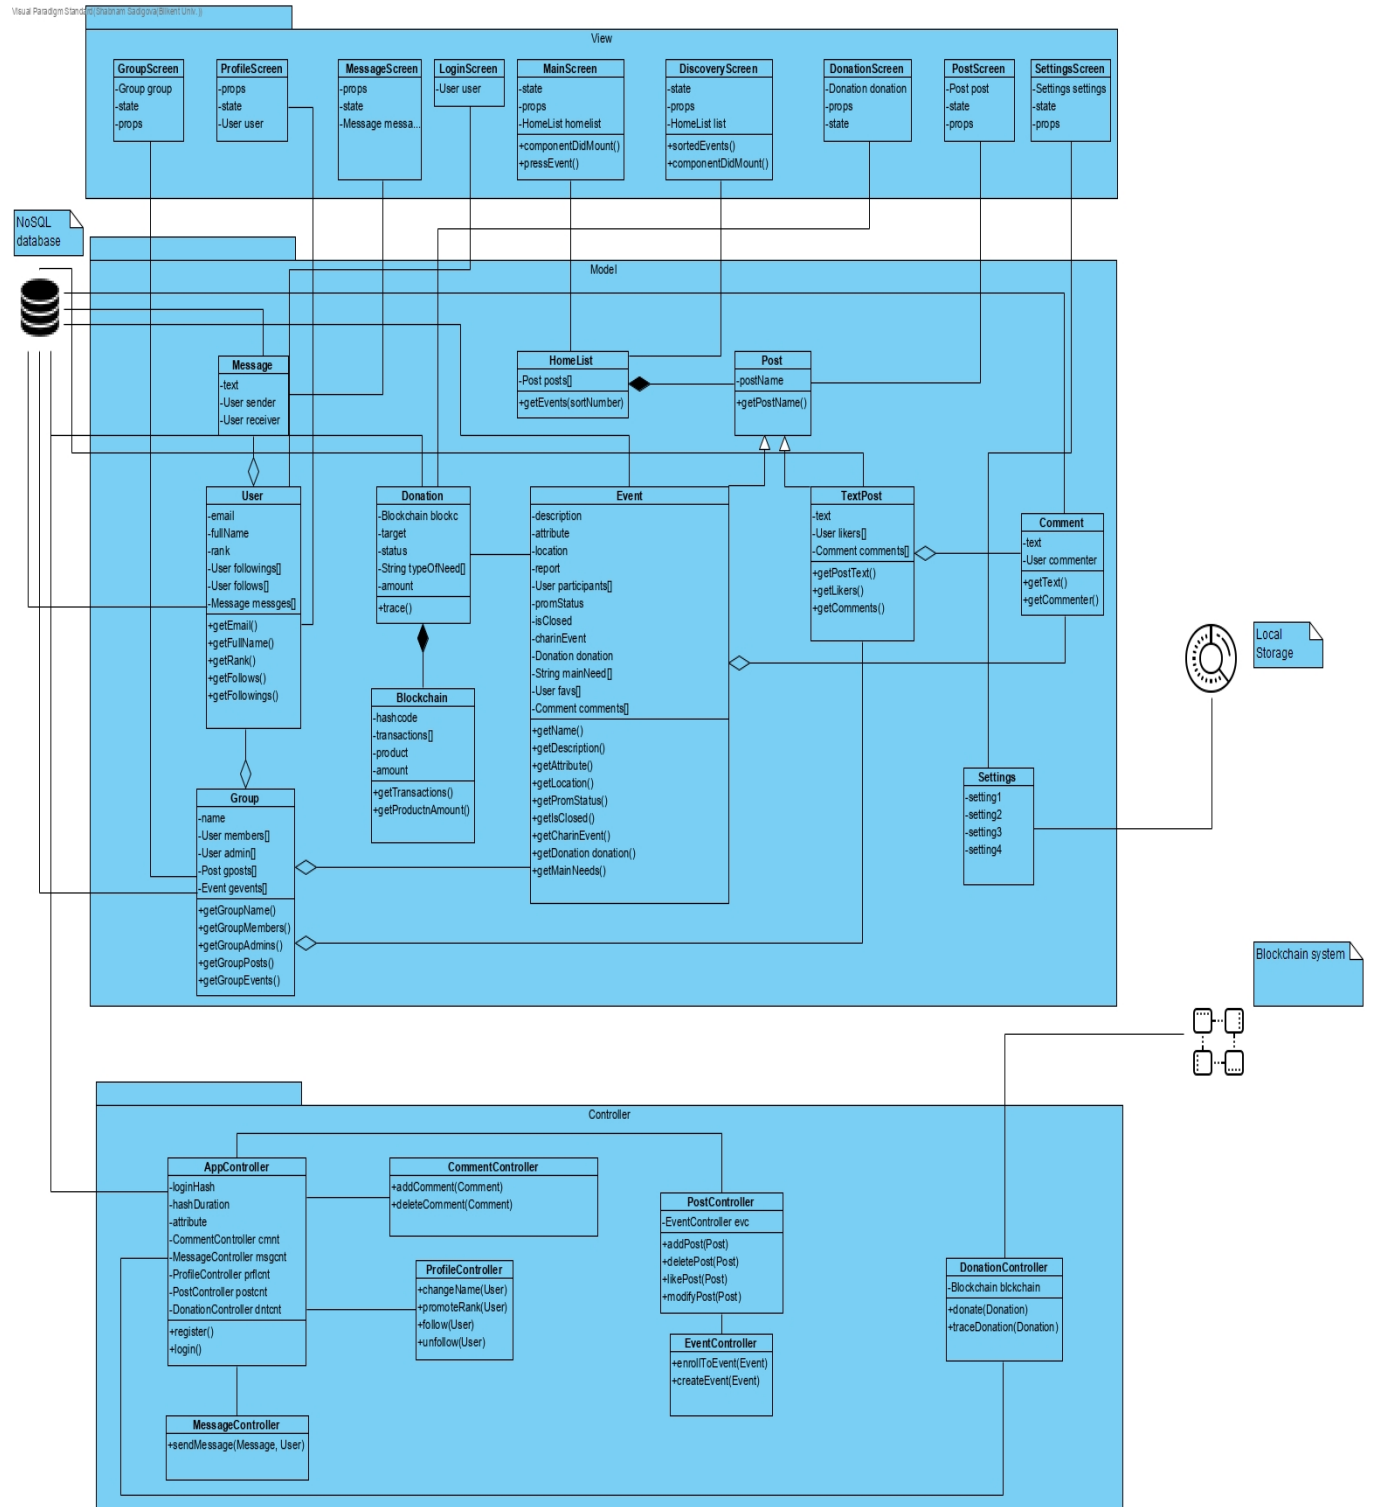 Visual Paradigm Standard(Shabnam Sadigova(Bilkent Univ.))
View
GroupScreen
-Group group
-state
-props
ProfileScreen
-props
-state
-User user
MessageScreen
-props
-state
-Message messa...
LoginScreen
-User user
MainScreen
-state
-props
-HomeList homelist
+componentDidMount()
+pressEvent()
DiscoveryScreen
-state
-props
-HomeList list
+sortedEvents()
+componentDidMount()
DonationScreen
-Donation donation
-props
-state
PostScreen
-Post post
-state
-props
SettingsScreen
-Settings settings
-state
-props
NoSQL
database
Model
Message
-text
-User sender
-User receiver
HomeList
-Post posts[]
+getEvents(sortNumber)
Post
-postName
+getPostName()
User
-email
-fullName
-rank
-User followings[]
-User follows[]
-Message messges[]
+getEmail()
+getFullName()
+getRank()
+getFollows()
+getFollowings()
Donation
-Blockchain blockc
-target
-status
-String typeOfNeed[]
-amount
+trace()
Event
-description
-attribute
-location
-report
-User participants[]
-promStatus
-isClosed
-charinEvent
-Donation donation
-String mainNeed[]
-User favs[]
-Comment comments[]
+getName()
+getDescription()
+getAttribute()
+getLocation()
+getPromStatus()
+getIsClosed()
+getCharinEvent()
+getDonation donation()
+getMainNeeds()
TextPost
-text
-User likers[]
-Comment comments[]
+getPostText()
+getLikers()
+getComments()
Comment
-text
-User commenter
+getText()
+getCommenter()
Local
Storage
Blockchain
-hashcode
-transactions[]
-product
-amount
+getTransactions()
+getProductnAmount()
Settings
-setting1
-setting2
-setting3
-setting4
Group
-name
-User members[]
-User admin[]
-Post gposts[]
-Event gevents[]
+getGroupName()
+getGroupMembers()
+getGroupAdmins()
+getGroupPosts()
+getGroupEvents()
Blockchain system
Controller
AppController
-loginHash
-hashDuration
-attribute
-CommentController cmnt
-MessageController msgcnt
-ProfileController prflcnt
-PostController postcnt
-DonationController dntcnt
+register()
+login()
CommentController
+addComment(Comment)
+deleteComment(Comment)
ProfileController
+changeName(User)
+promoteRank(User)
+follow(User)
+unfollow(User)
PostController
-EventController evc
+addPost(Post)
+deletePost(Post)
+likePost(Post)
+modifyPost(Post)
EventController
+enrollToEvent(Event)
+createEvent(Event)
DonationController
-Blockchain blckchain
+donate(Donation)
+traceDonation(Donation)
MessageController
+sendMessage(Message, User)